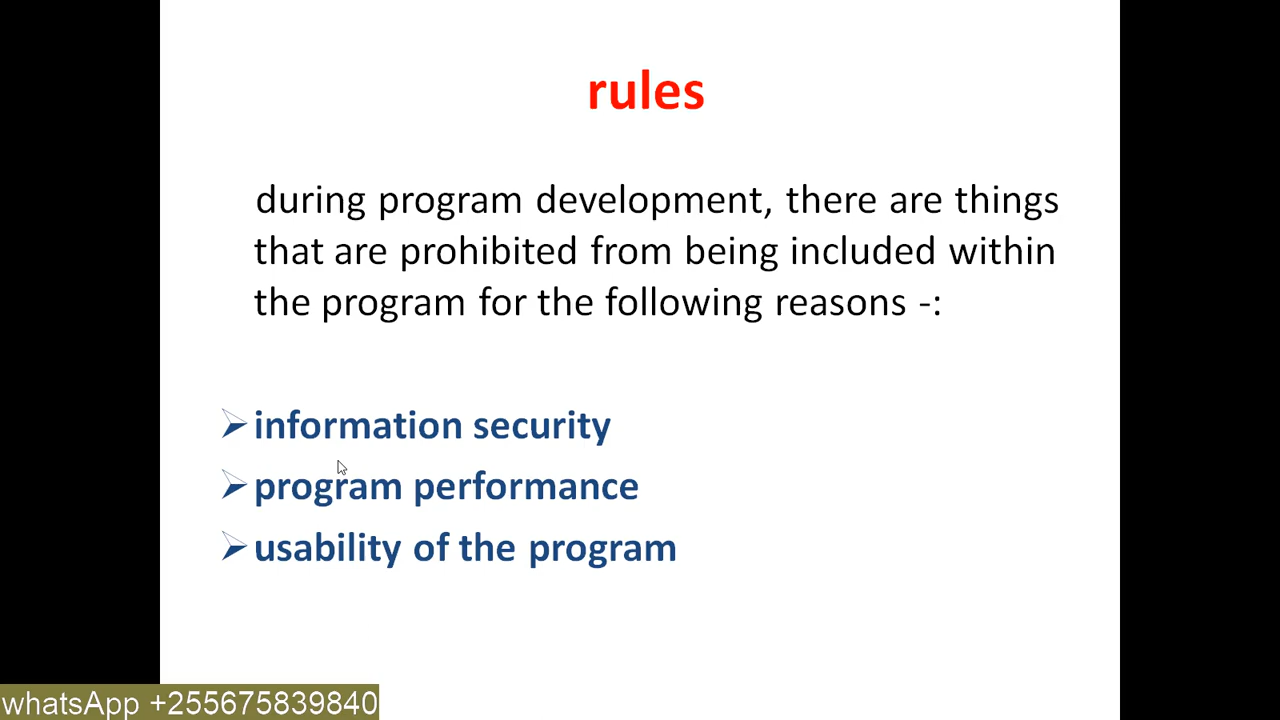 rules
during program development, there are things
that are prohibited from being included within
the program for the following reasons -:
information security
program performance
usability of the program
whatsApp +255675839840